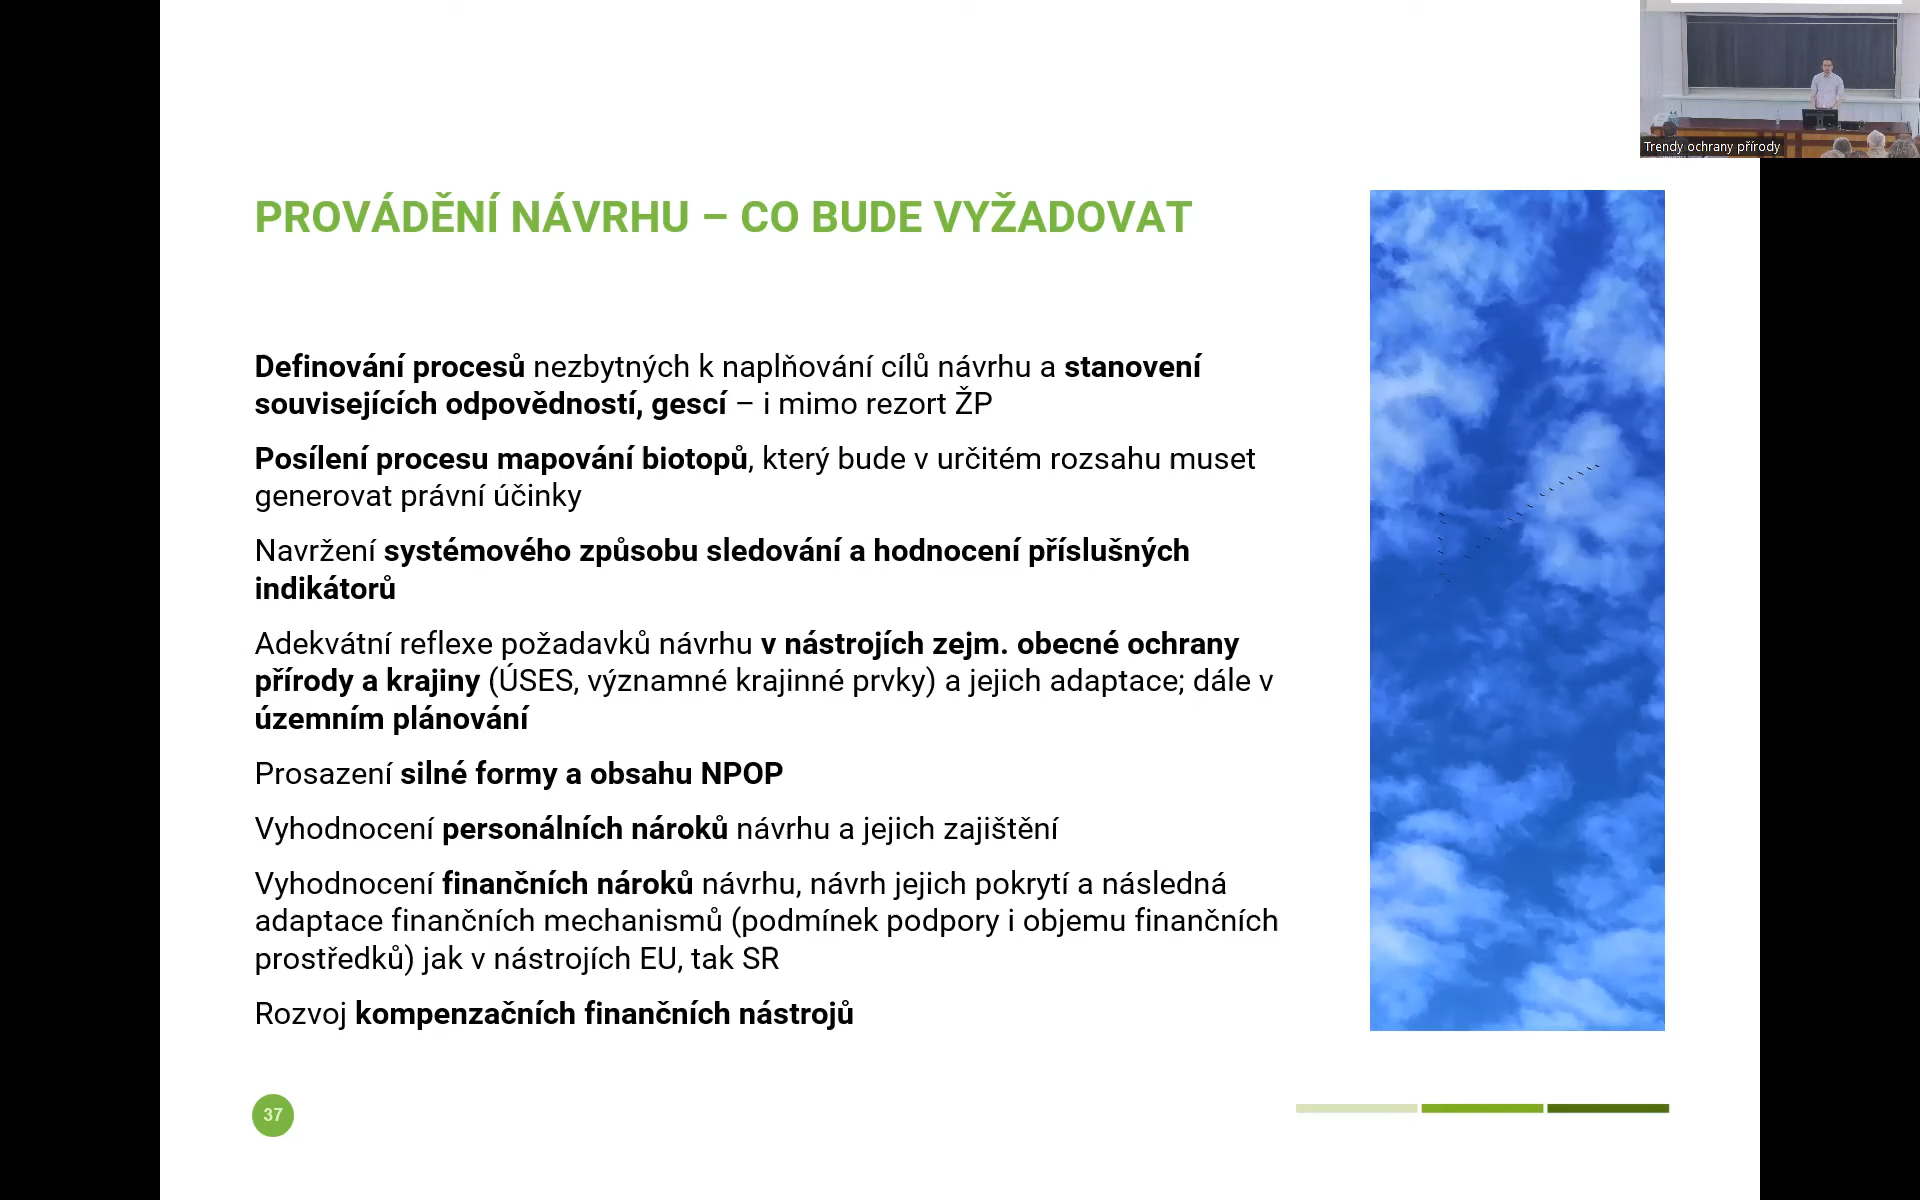 Trendy ochrany přírody
PROVÁDĚNÍ NÁVRHU – CO BUDE VYŽADOVAT
Definování procesů nezbytných k naplňování cílů návrhu a stanovení
souvisejících odpovědností, gescí – i mimo rezort ŽP
Posílení procesu mapování biotopů, který bude v určitém rozsahu muset
generovat právní účinky
Navržení systémového způsobu sledování a hodnocení příslušných
indikátorů
Adekvátní reflexe požadavků návrhu v nástrojích zejm. obecné ochrany
přírody a krajiny (ÚSES, významné krajinné prvky) a jejich adaptace; dále v
územním plánování
Prosazení silné formy a obsahu NPOP
Vyhodnocení personálních nároků návrhu a jejich zajištění
Vyhodnocení finančních nároků návrhu, návrh jejich pokrytí a následná
adaptace finančních mechanismů (podmínek podpory i objemu finančních
prostředků) jak v nástrojích EU, tak SR
Rozvoj kompenzačních finančních nástrojů
37